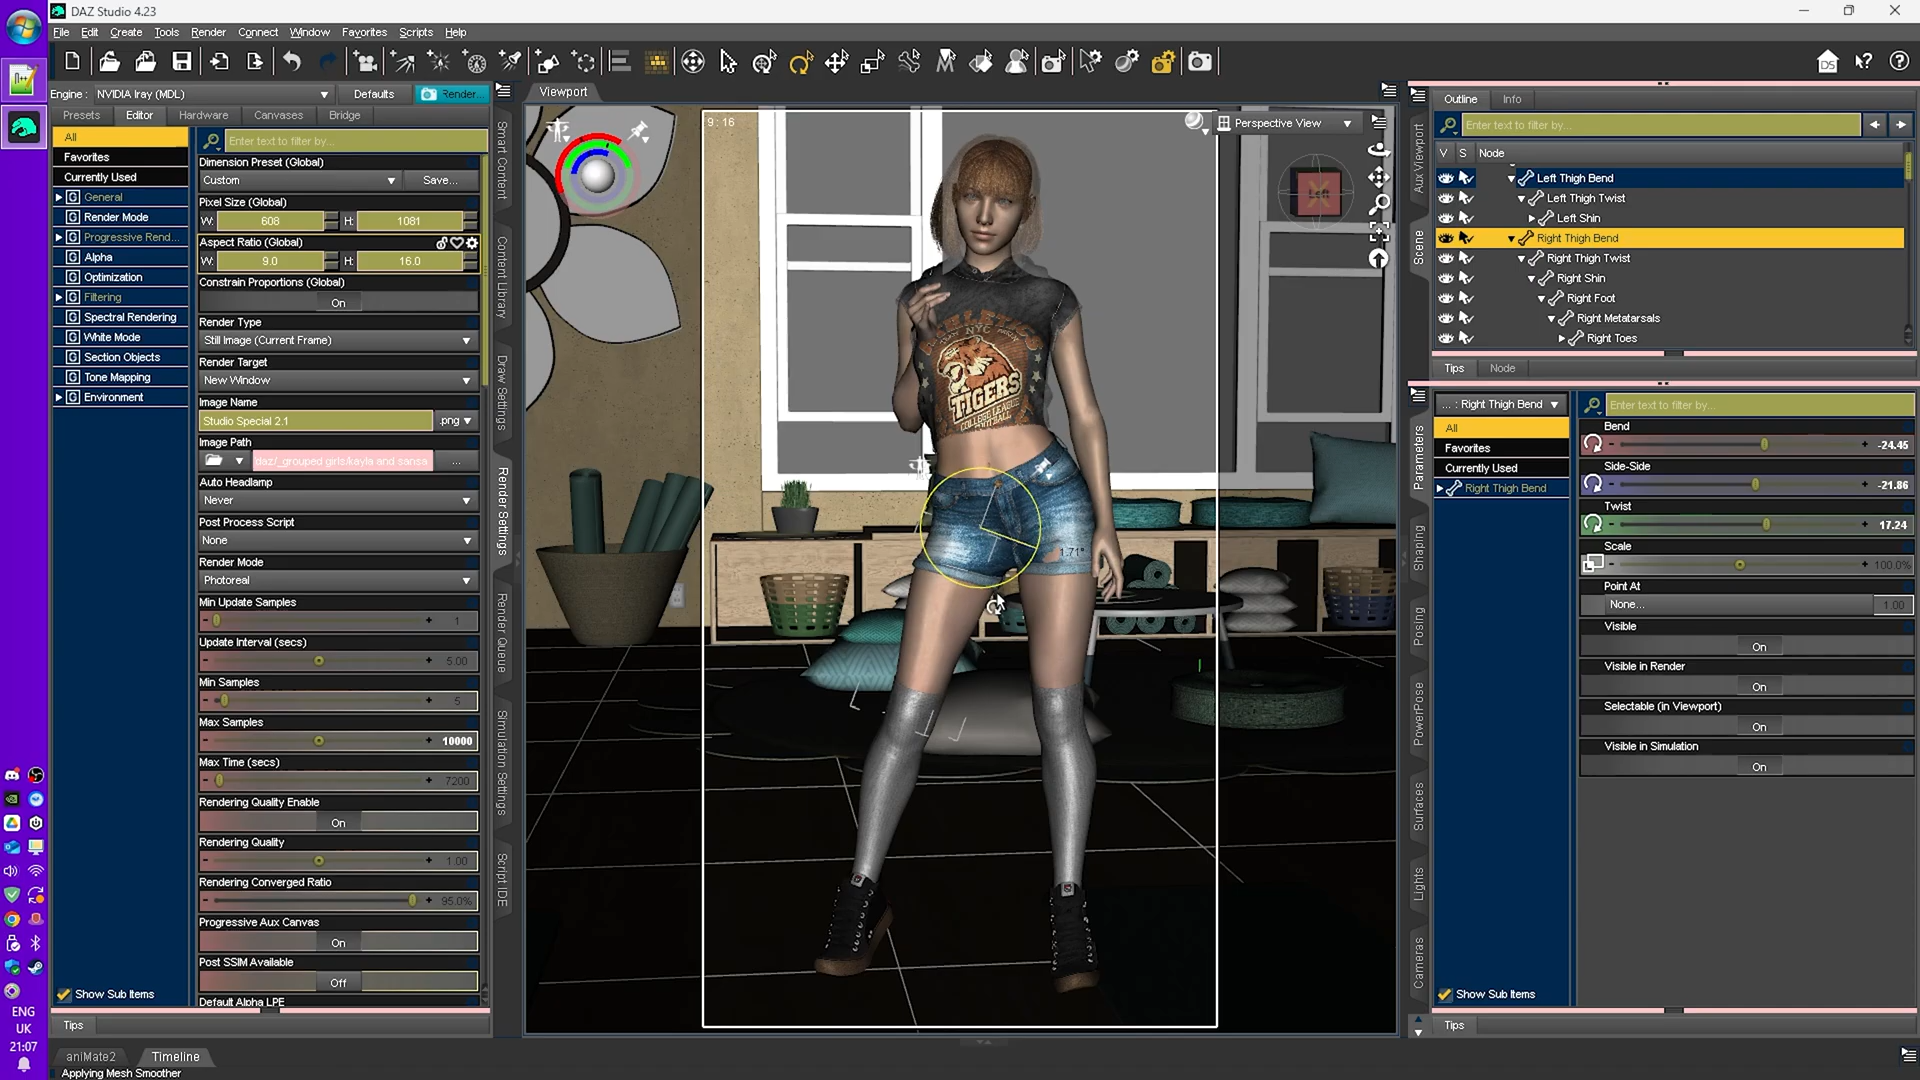 DAZ Studio 4.23
File Edit Create Tools Render Connect Window Favorites Scripts Help
Engine : NVIDIA Iray (MDL) Defaults Render...
Presets Editor Hardware Canvases Bridge
All
Favorites
Currently Used
General
Render Mode
Progressive Rend...
Alpha
Optimization
Filtering
Spectral Rendering
White Mode
Section Objects
Tone Mapping
Environment
Show Sub Items
Tips
Enter text to filter by...
Dimension Preset (Global)
Custom Save...
Pixel Size (Global)
W: 608 H: 1081
Aspect Ratio (Global)
W: 9.0 H: 16.0
Constrain Proportions (Global)
On
Render Type
Still Image (Current Frame)
Render Target
New Window
Image Name
Studio Special 2.1 .png
Image Path
daz/_grouped girls/kayla and sansa ...
Auto Headlamp
Never
Post Process Script
None
Render Mode
Photoreal
Min Update Samples
1
Update Interval (secs)
5.00
Min Samples
5
Max Samples
10000
Max Time (secs)
7200
Rendering Quality Enable
On
Rendering Quality
1.00
Rendering Converged Ratio
95.0%
Progressive Aux Canvas
On
Post SSIM Available
Off
Default Alpha LPE
Smart Content
Content Library
Draw Settings
Render Settings
Render Queue
Simulation Settings
Script IDE
Viewport
9 : 16
Perspective View
Left
NYC
TIGERS
COLLEGE LEAGUE
FOOTBALL
1.71°
Aux Viewport
Scene
Outline Info
Enter text to filter by...
V S Node
Left Thigh Bend
Left Thigh Twist
Left Shin
Right Thigh Bend
Right Thigh Twist
Right Shin
Right Foot
Right Metatarsals
Right Toes
Tips Node
Parameters
Shaping
Posing
PowerPose
Surfaces
Lights
Cameras
... : Right Thigh Bend
All
Favorites
Currently Used
Right Thigh Bend
Show Sub Items
Tips
Enter text to filter by...
Bend
-24.45
Side-Side
-21.86
Twist
17.24
Scale
100.0%
Point At
None... 1.00
Visible
On
Visible in Render
On
Selectable (in Viewport)
On
Visible in Simulation
On
aniMate2 Timeline
Applying Mesh Smoother
ENG
UK
21:07